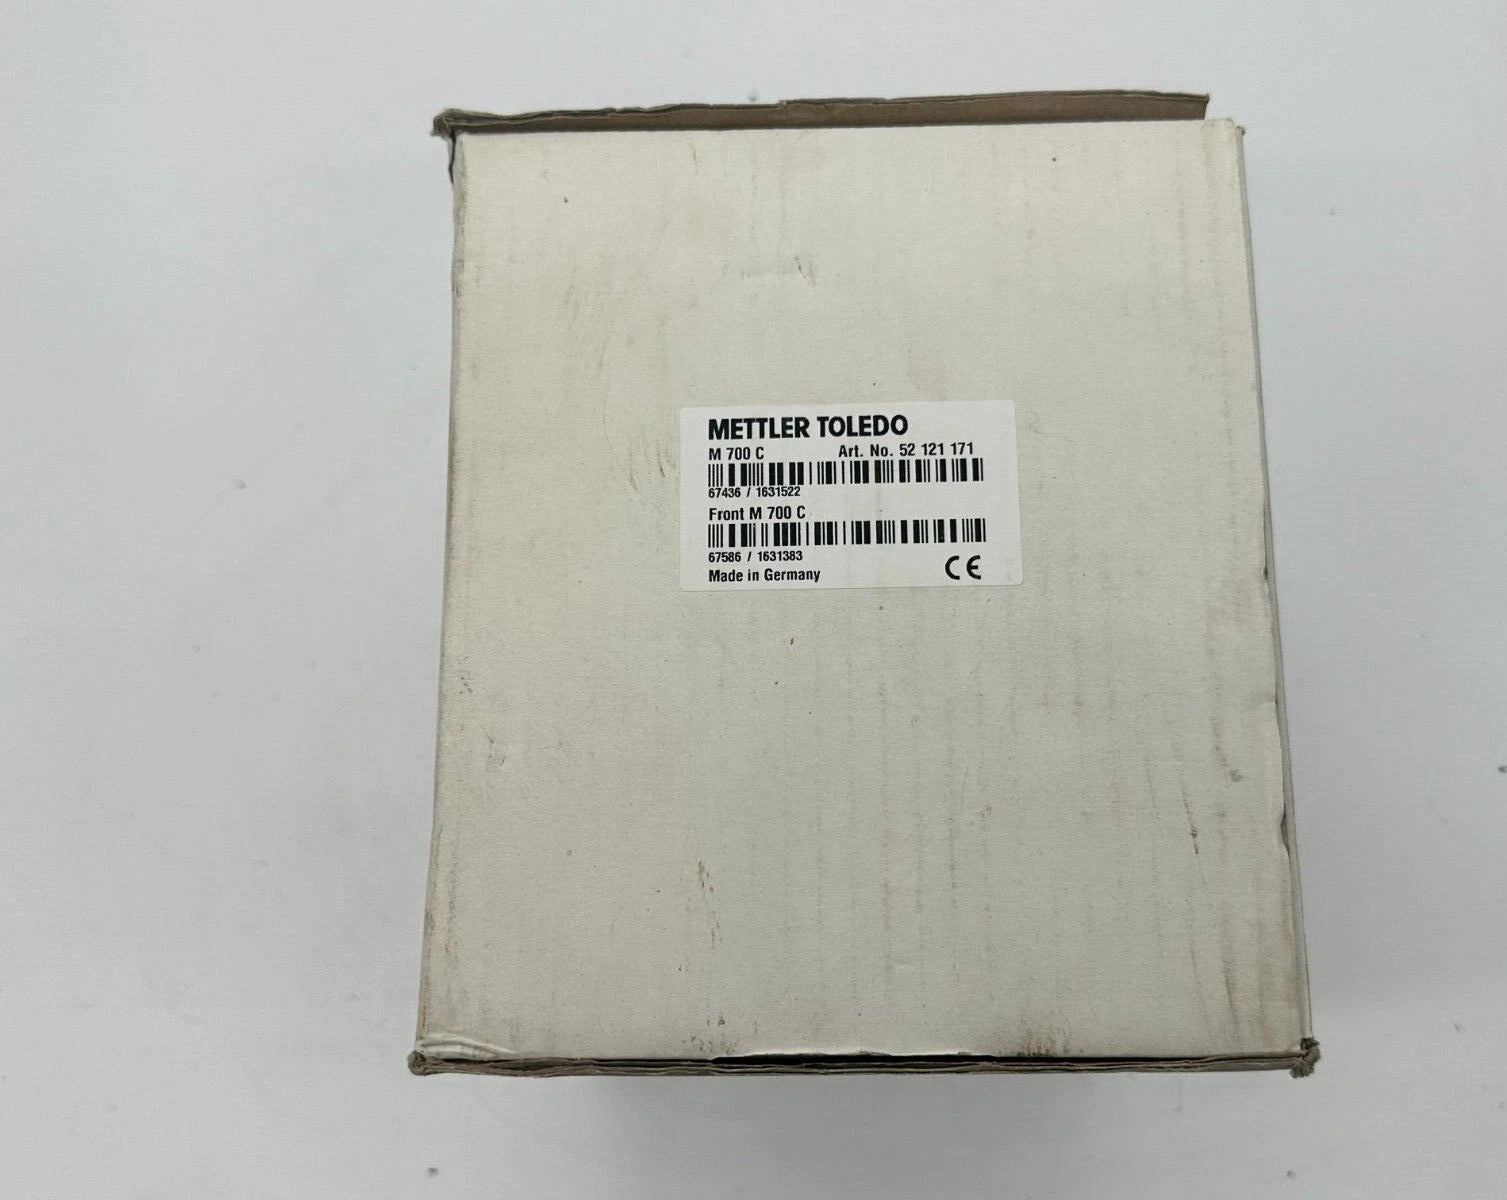 METTLER TOLEDO
M 700 C Art. No. 52 121 171
67436 / 1631522
Front M 700 C
67586 / 1631383
Made in Germany CE